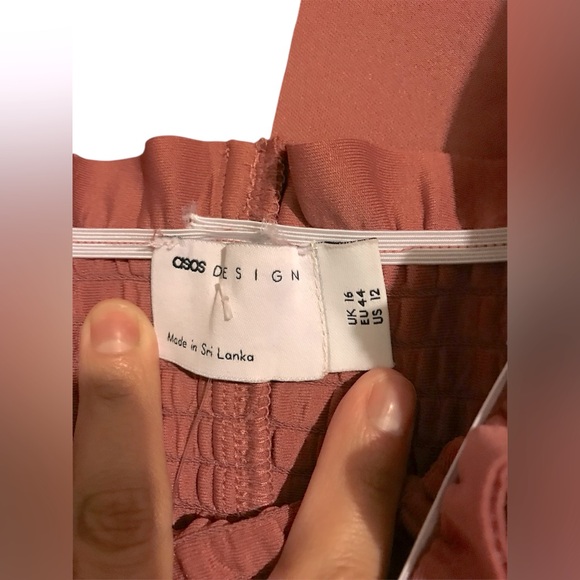 asos DESIGN
Made in Sri Lanka
UK 16
EU 44
US 12